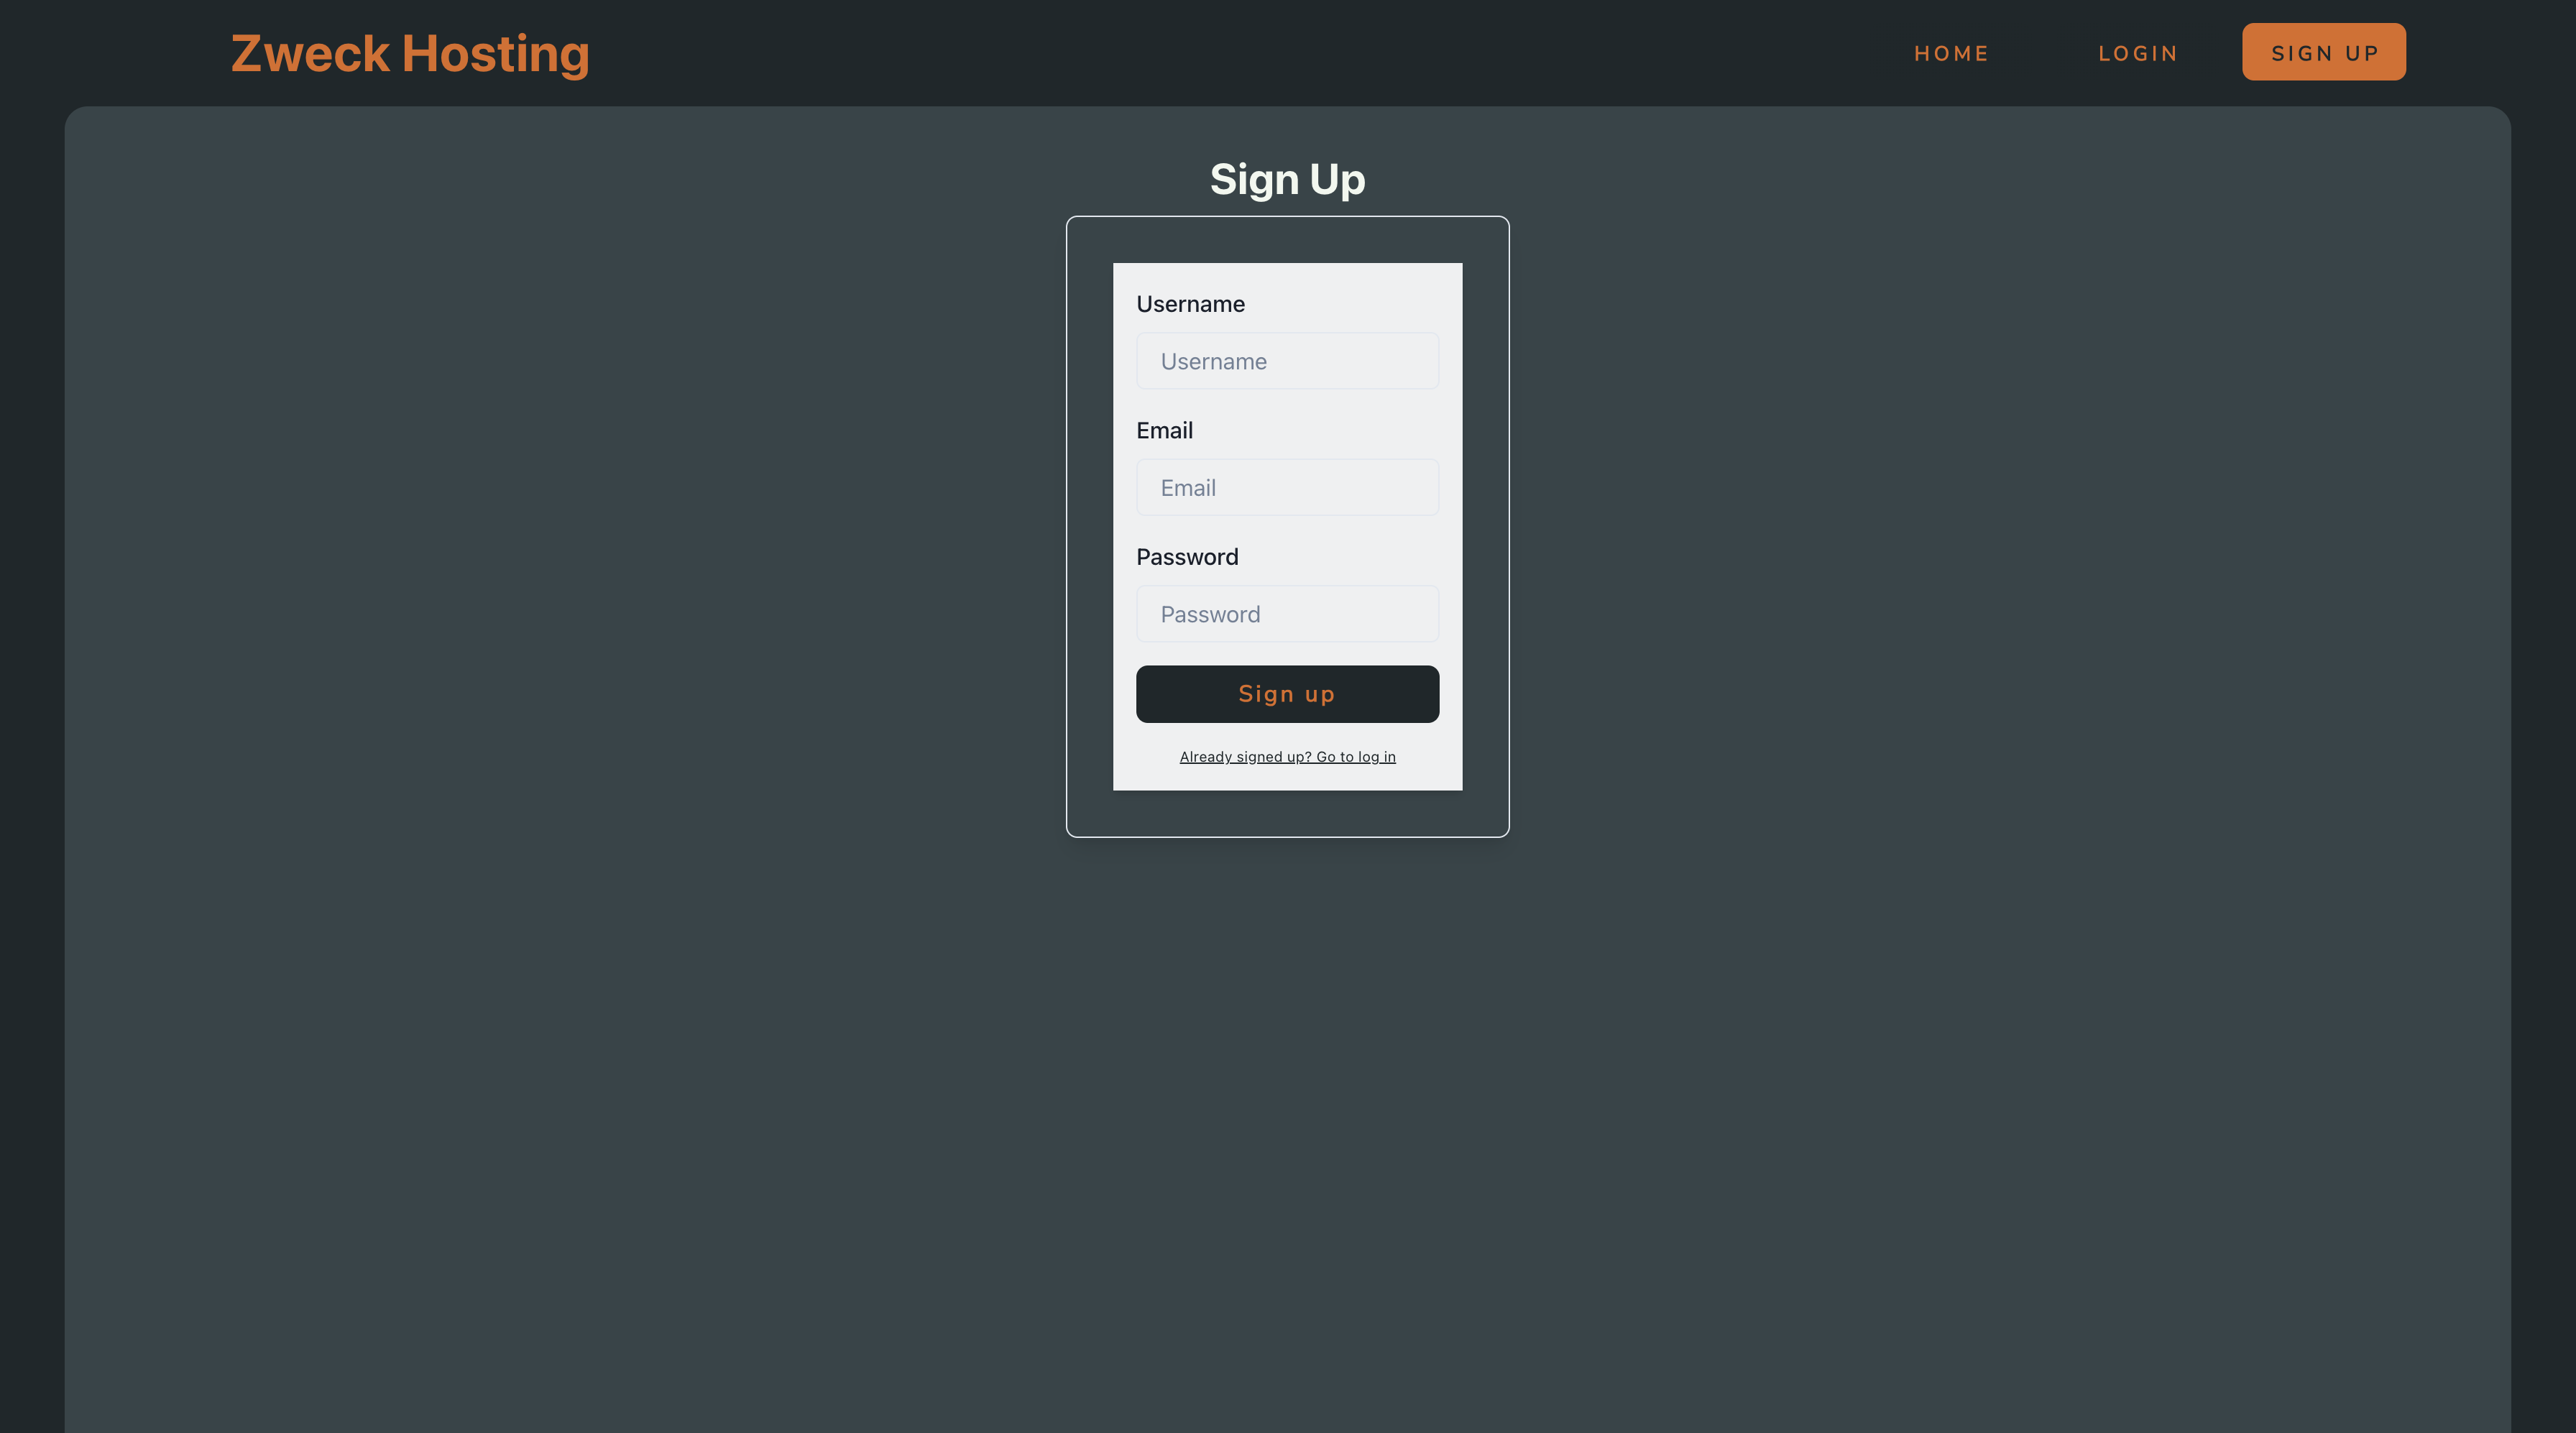 Zweck Hosting
HOME
LOGIN
SIGN UP
Sign Up
Username
Username
Email
Email
Password
Password
Sign up
Already signed up? Go to log in